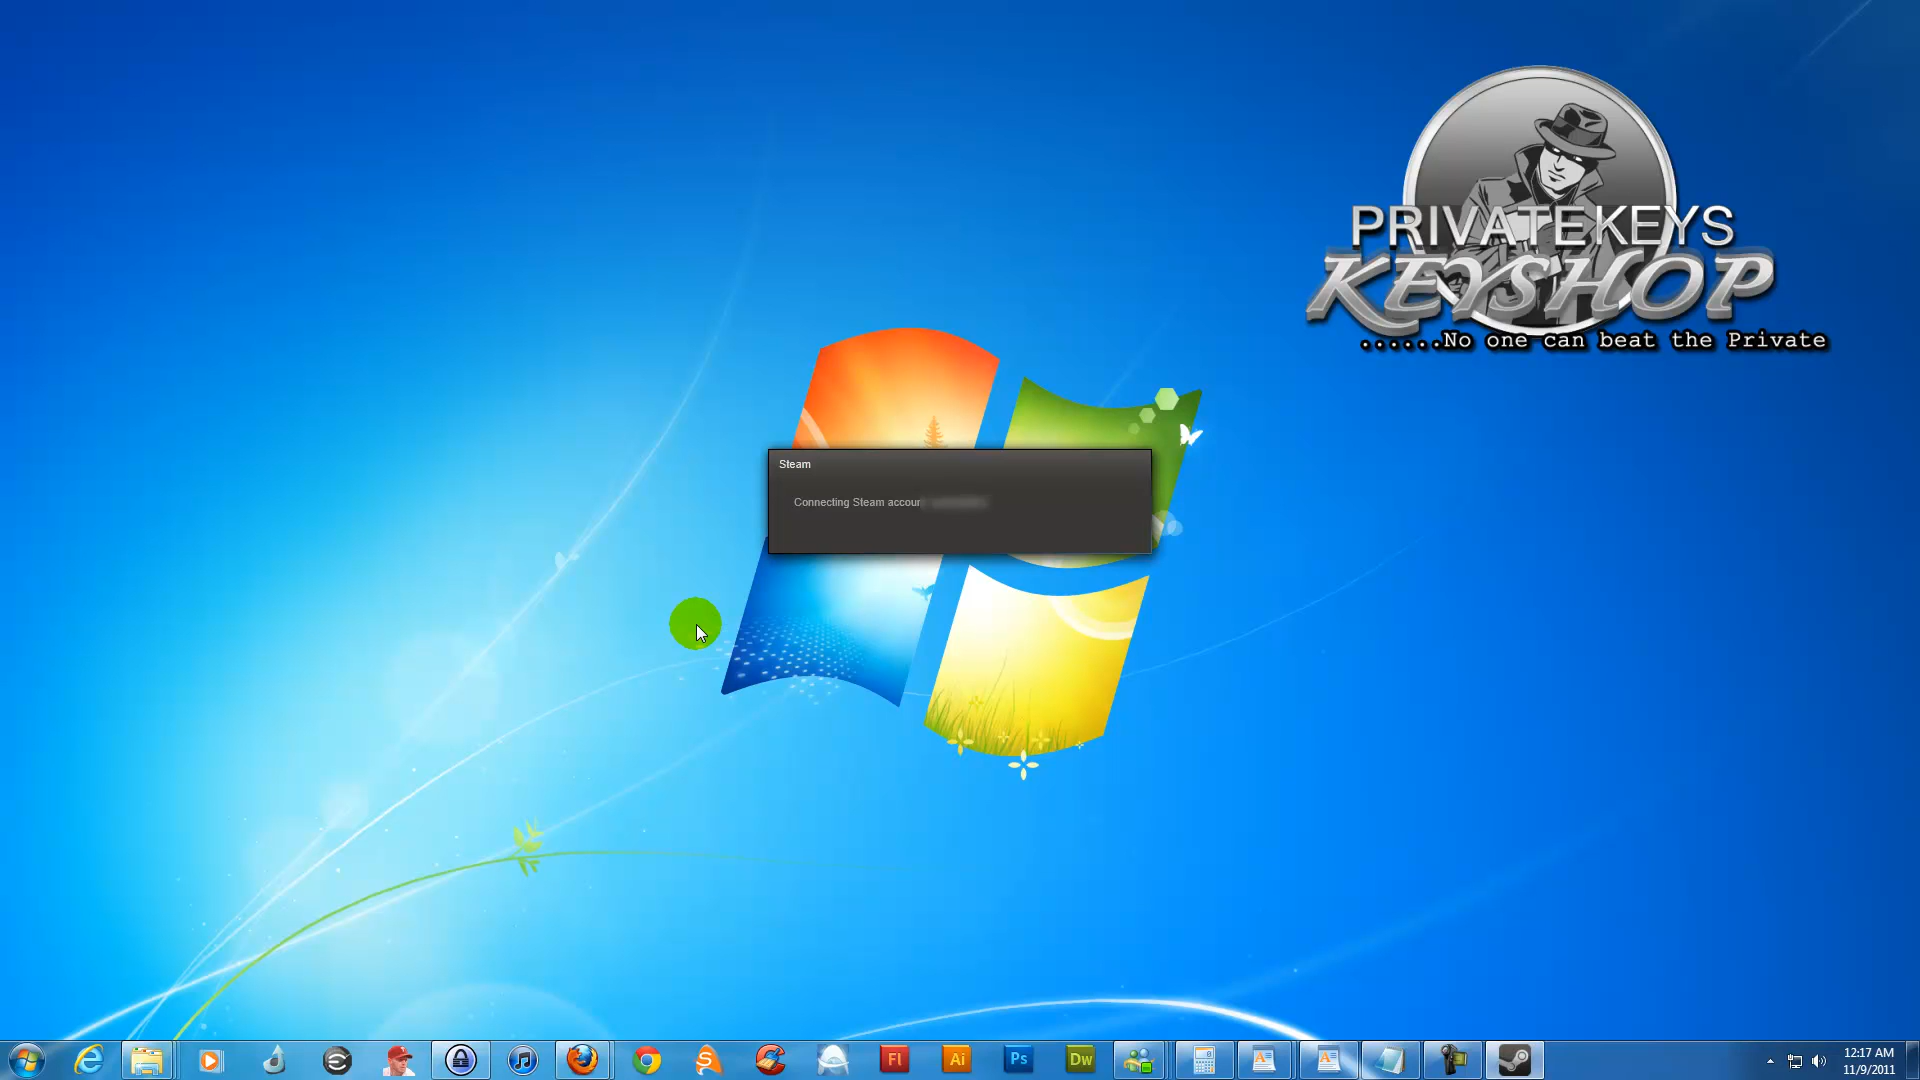 PRIVATEKEYS
KEYSHOP
......No one can beat the Private
Steam
Connecting Steam
Fl
Ai
Ps
Dw
12:17 AM
11/9/2011